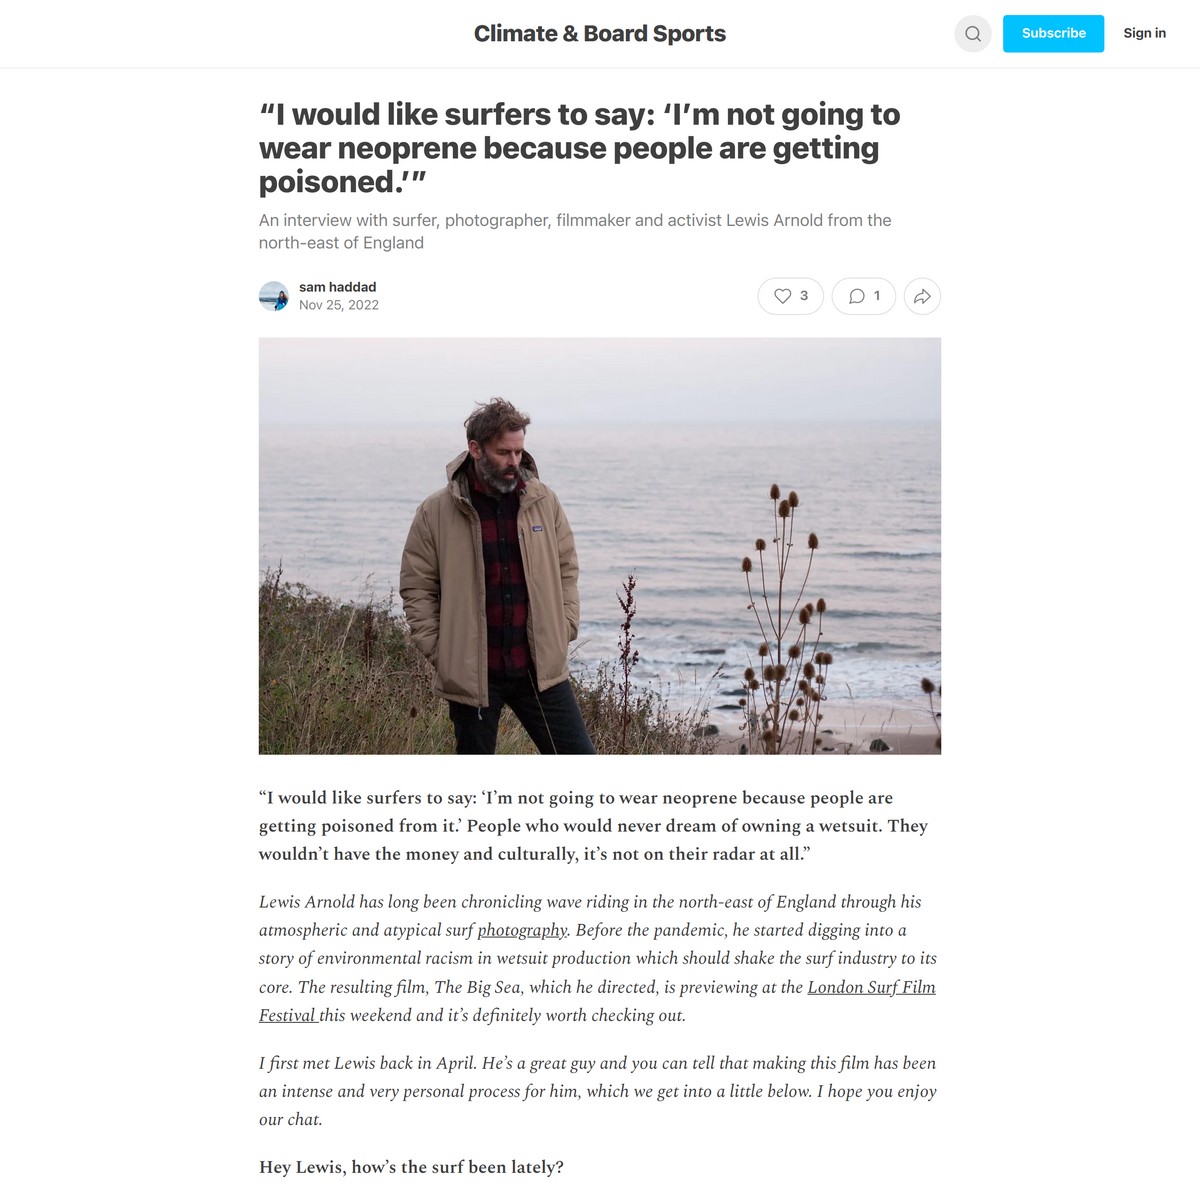 Climate & Board Sports
Subscribe
Sign in
“I would like surfers to say: ‘I’m not going to
wear neoprene because people are getting
poisoned.’”
An interview with surfer, photographer, filmmaker and activist Lewis Arnold from the
north-east of England
sam haddad
Nov 25, 2022
3
1
“I would like surfers to say: ‘I’m not going to wear neoprene because people are
getting poisoned from it.’ People who would never dream of owning a wetsuit. They
wouldn’t have the money and culturally, it’s not on their radar at all.”
Lewis Arnold has long been chronicling wave riding in the north-east of England through his
atmospheric and atypical surf photography. Before the pandemic, he started digging into a
story of environmental racism in wetsuit production which should shake the surf industry to its
core. The resulting film, The Big Sea, which he directed, is previewing at the London Surf Film
Festival this weekend and it’s definitely worth checking out.
I first met Lewis back in April. He’s a great guy and you can tell that making this film has been
an intense and very personal process for him, which we get into a little below. I hope you enjoy
our chat.
Hey Lewis, how’s the surf been lately?